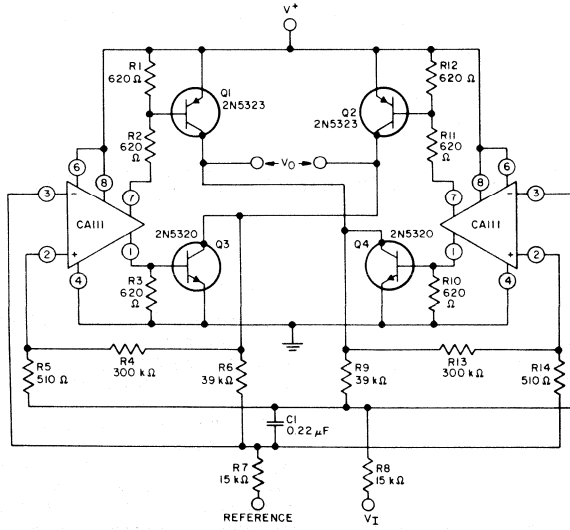 V+
R1
620 Ω
Q1
2N5323
R12
620 Ω
Q2
2N5323
R2
620
Ω
R11
620
Ω
6
8
7
3
−
CA111
2
+
1
4
VO
8
6
7
−
3
CA111
1
+
2
4
2N5320
Q3
2N5320
Q4
R3
620
Ω
R10
620
Ω
R5
510 Ω
R4
300 kΩ
R6
39 kΩ
R9
39 kΩ
R13
300 kΩ
R14
510 Ω
C1
0.22 µF
R7
15 kΩ
R8
15 kΩ
REFERENCE
VI